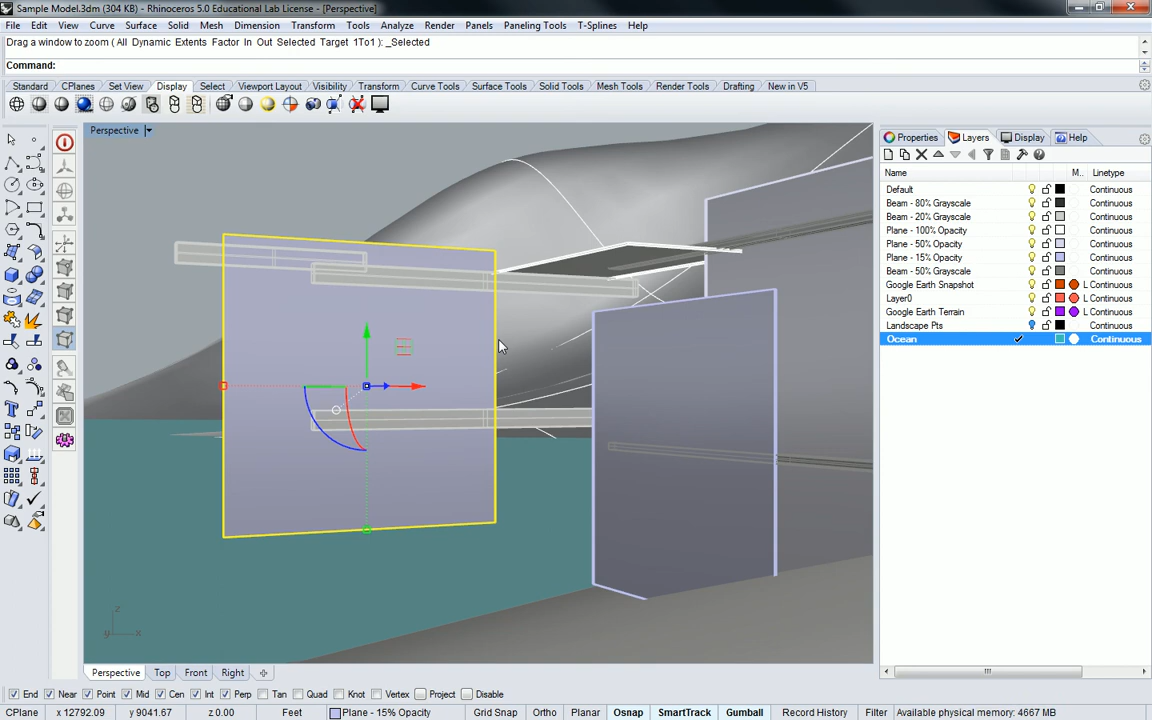 Sample Model.3dm (304 KB) - Rhinoceros 5.0 Educational Lab License - [Perspective]
File Edit View Curve Surface Solid Mesh Dimension Transform Tools Analyze Render Panels Paneling Tools T-Splines Help
Drag a window to zoom ( All Dynamic Extents Factor In Out Selected Target 1To1 ): _Selected
Command:
Standard CPlanes Set View Display Select Viewport Layout Visibility Transform Curve Tools Surface Tools Solid Tools Mesh Tools Render Tools Drafting New in V5
Perspective
Properties Layers Display Help
Name M.. Linetype
Default Continuous
Beam - 80% Grayscale Continuous
Beam - 20% Grayscale Continuous
Plane - 100% Opacity Continuous
Plane - 50% Opacity Continuous
Plane - 15% Opacity Continuous
Beam - 50% Grayscale Continuous
Google Earth Snapshot L Continuous
Layer0 L Continuous
Google Earth Terrain L Continuous
Landscape Pts Continuous
Ocean Continuous
z
y x
Perspective Top Front Right
End Near Point Mid Cen Int Perp Tan Quad Knot Vertex Project Disable
CPlane x 12792.09 y 9041.67 z 0.00 Feet Plane - 15% Opacity Grid Snap Ortho Planar Osnap SmartTrack Gumball Record History Filter Available physical memory: 4667 MB